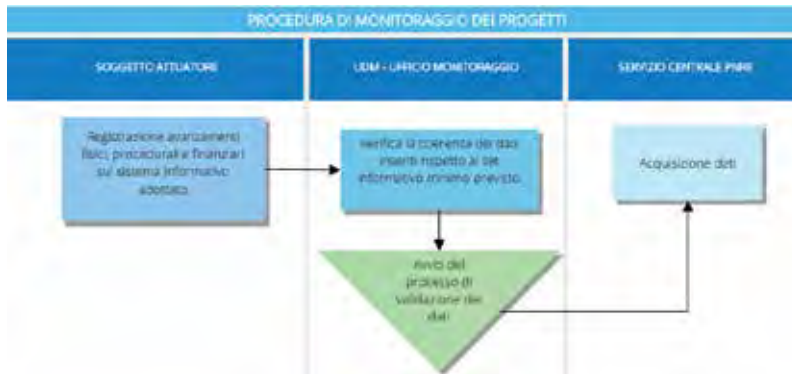 PROCEDURA DI MONITORAGGIO DEI PROGETTI
SOGGETTO ATTUATORE
UDM - UFFICIO MONITORAGGIO
SERVIZIO CENTRALE PNRR
Registrazione avanzamenti
fisici, procedurali e finanziari
sul sistema informativo
adottato.
Verifica la coerenza dei dati
inseriti rispetto al set
informativo minimo previsto.
Acquisizione dati
Avvio del
processo di
validazione dei
dati